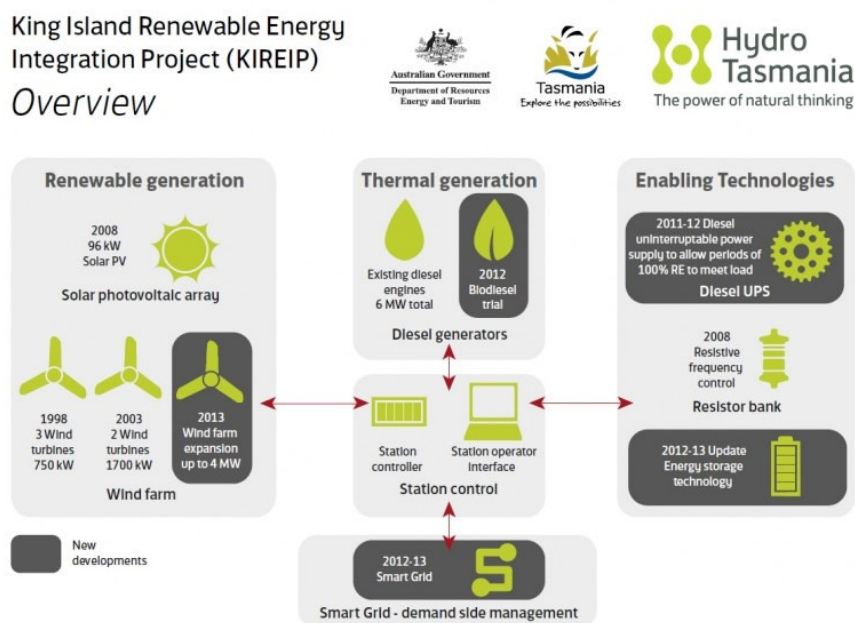 King Island Renewable Energy
Integration Project (KIREIP)
Overview
Australian Government
Department of Resources
Energy and Tourism
Tasmania
Explore the possibilities
Hydro
Tasmania
The power of natural thinking
Renewable generation
2008
96 kW
Solar PV
Solar photovoltaic array
1998
3 Wind
turbines
750 kW
2003
2 Wind
turbines
1700 kW
2013
Wind farm
expansion
up to 4 MW
Wind farm
New
developments
Thermal generation
Existing diesel
engines
6 MW total
2012
Biodiesel
trial
Diesel generators
Station
controller
Station operator
Interface
Station control
2012-13
Smart Grid
Smart Grid - demand side management
Enabling Technologies
2011-12 Diesel
uninterruptable power
supply to allow periods of
100% RE to meet load
Diesel UPS
2008
Resistive
frequency
control
Resistor bank
2012-13 Update
Energy storage
technology